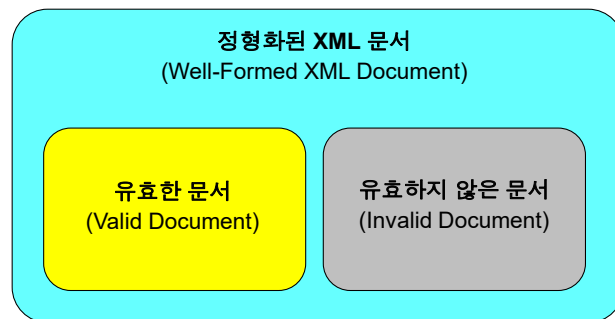 정형화된 XML 문서
(Well-Formed XML Document)
유효한 문서
(Valid Document)
유효하지 않은 문서
(Invalid Document)